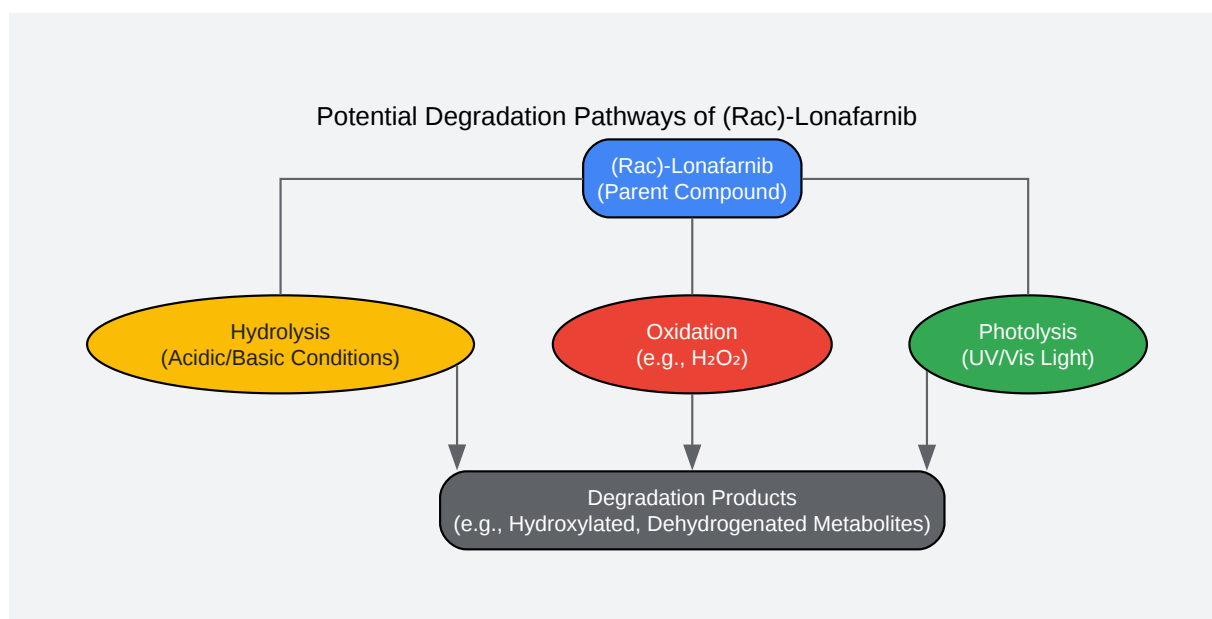 Potential Degradation Pathways of (Rac)-Lonafarnib
(Rac)-Lonafarnib
(Parent Compound)
Hydrolysis
(Acidic/Basic Conditions)
Oxidation
(e.g., H₂O₂)
Photolysis
(UV/Vis Light)
Degradation Products
(e.g., Hydroxylated, Dehydrogenated Metabolites)